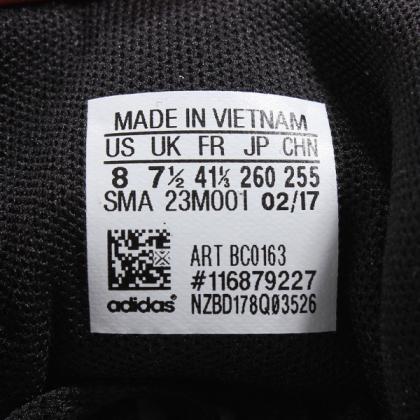 MADE IN VIETNAM
US UK FR JP CHN
8 7½ 41⅓ 260 255
SMA 23M001 02/17
ART BC0163
#116879227
adidas® NZBD178Q03526